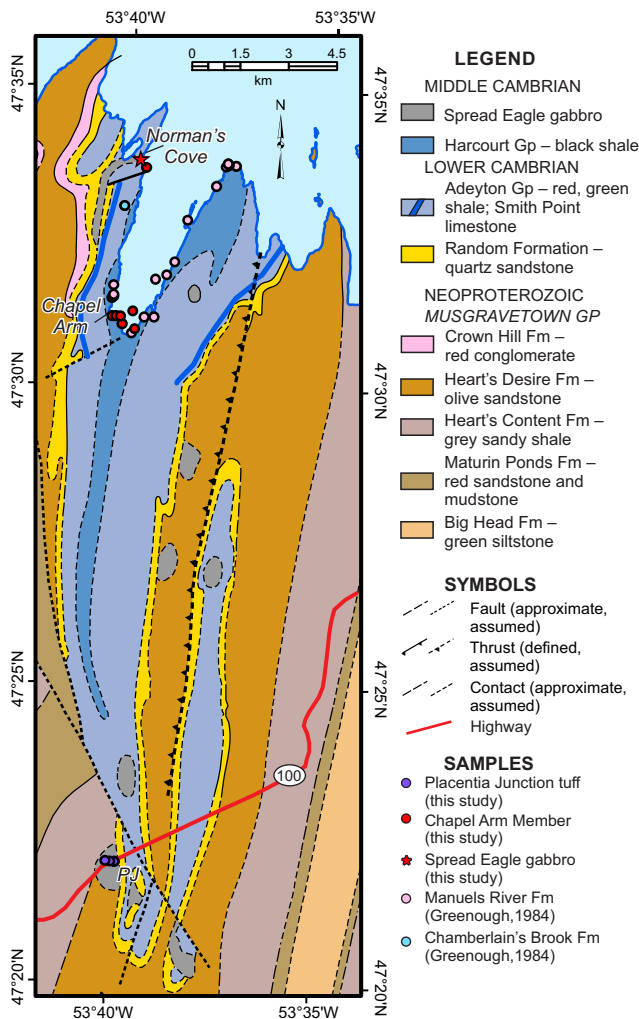 53°40'W
53°35'W
47°35'N
47°35'N
0 1.5 3 4.5
km
N
Norman's
Cove
Chapel
Arm
47°30'N
47°30'N
47°25'N
47°25'N
100
PJ
47°20'N
47°20'N
53°40'W
53°35'W
LEGEND
MIDDLE CAMBRIAN
Spread Eagle gabbro
Harcourt Gp – black shale
LOWER CAMBRIAN
Adeyton Gp – red, green
shale; Smith Point
limestone
Random Formation –
quartz sandstone
NEOPROTEROZOIC
MUSGRAVETOWN GP
Crown Hill Fm –
red conglomerate
Heart's Desire Fm –
olive sandstone
Heart's Content Fm –
grey sandy shale
Maturin Ponds Fm –
red sandstone and
mudstone
Big Head Fm –
green siltstone
SYMBOLS
Fault (approximate,
assumed)
Thrust (defined,
assumed)
Contact (approximate,
assumed)
Highway
SAMPLES
Placentia Junction tuff
(this study)
Chapel Arm Member
(this study)
Spread Eagle gabbro
(this study)
Manuels River Fm
(Greenough,1984)
Chamberlain's Brook Fm
(Greenough,1984)